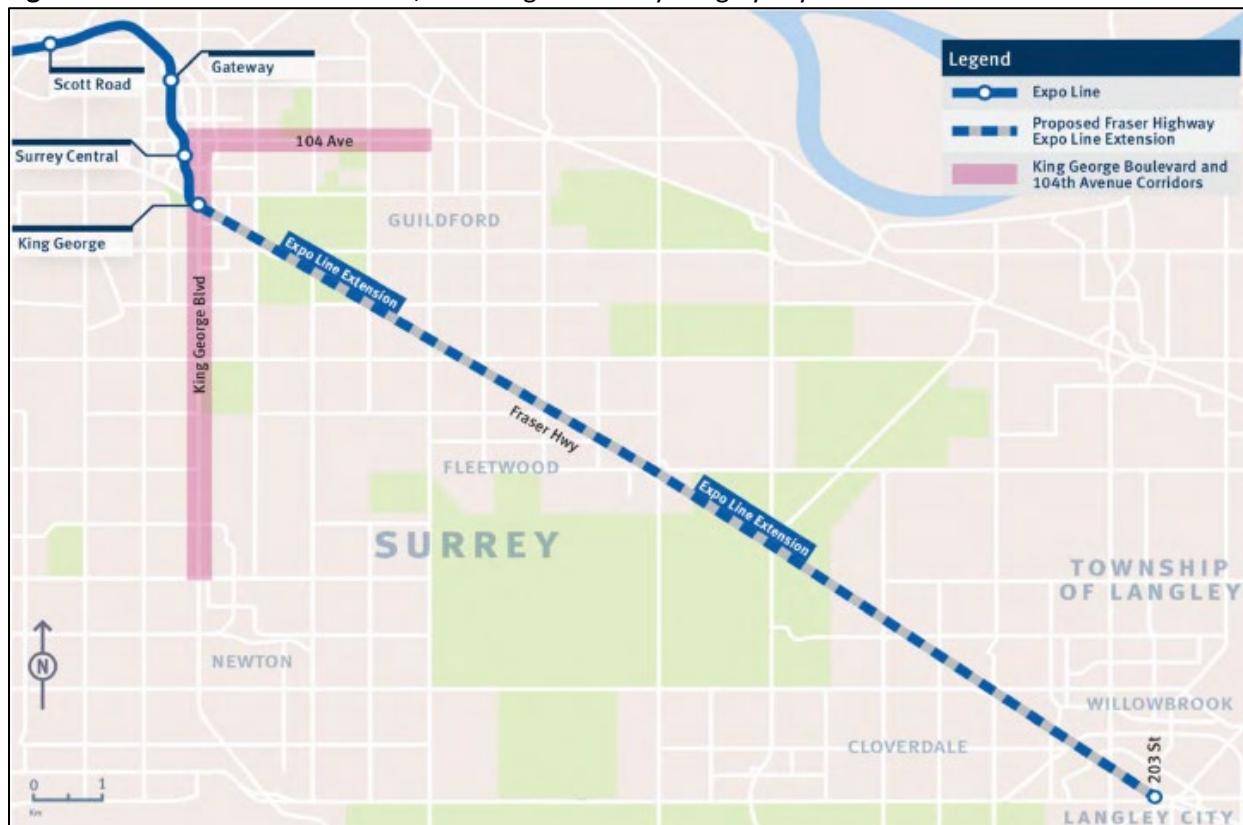 Scott Road
Gateway
Surrey Central
King George
104 Ave
King George Blvd
GUILDFORD
Expo Line Extension
Fraser Hwy
FLEETWOOD
Expo Line Extension
SURREY
TOWNSHIP
OF LANGLEY
NEWTON
WILLOWBROOK
CLOVERDALE
203 St
LANGLEY CITY
N
0 1
Km
Legend
Expo Line
Proposed Fraser Highway
Expo Line Extension
King George Boulevard and
104th Avenue Corridors